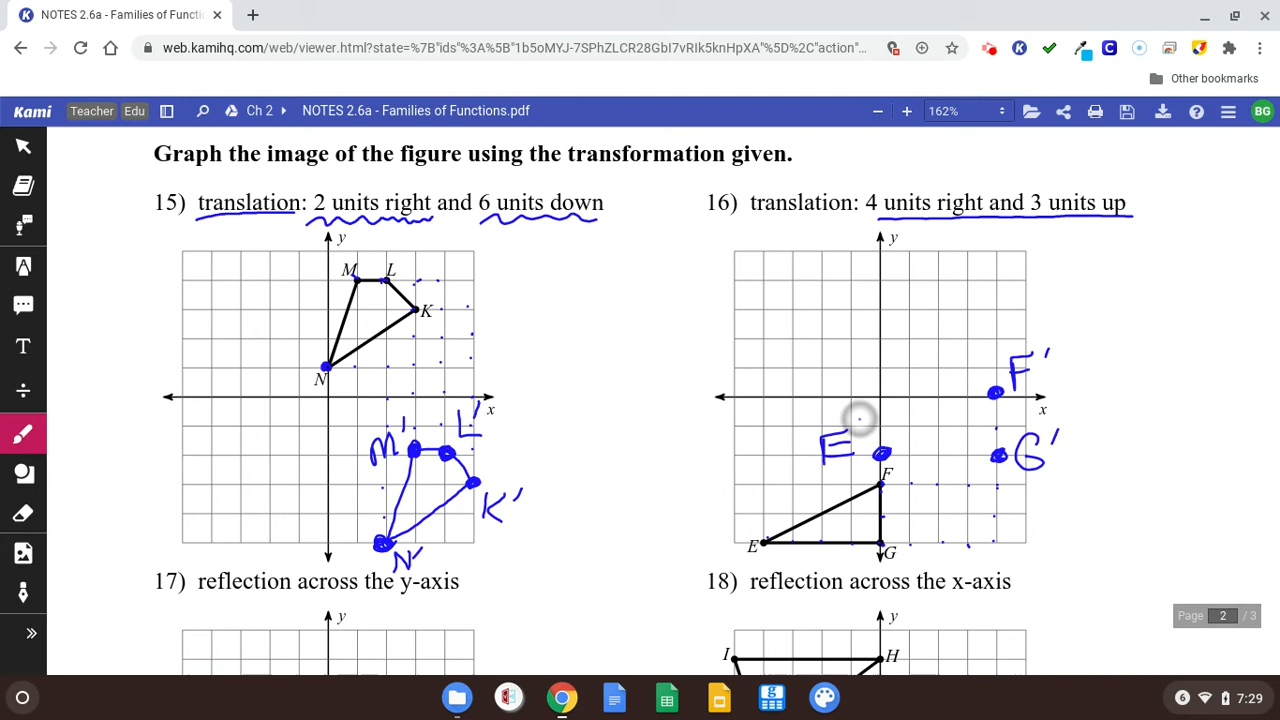 NOTES 2.6a - Families of Functi
web.kamihq.com/web/viewer.html?state=%7B"ids"%3A%5B"1b5oMYJ-7SPhZLCR28GbI7vRIk5knHpXA"%5D%2C"action"...
Other bookmarks
Kami Teacher Edu Ch 2 NOTES 2.6a - Families of Functions.pdf 162% BG
Graph the image of the figure using the transformation given.
15) translation: 2 units right and 6 units down
16) translation: 4 units right and 3 units up
y
M L
K
N
x
M' L'
K'
N'
y
F'
x
E G'
F
E G
17) reflection across the y-axis
18) reflection across the x-axis
y
y
I H
Page 2 / 3
6 7:29